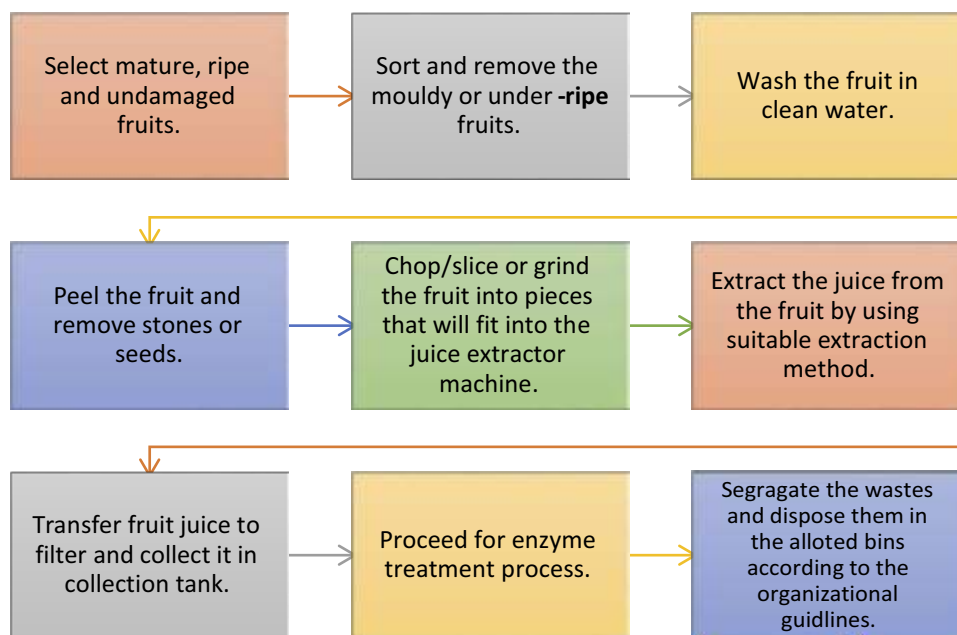 Select mature, ripe
and undamaged
fruits.
Sort and remove the
mouldy or under -ripe
fruits.
Wash the fruit in
clean water.
Peel the fruit and
remove stones or
seeds.
Chop/slice or grind
the fruit into pieces
that will fit into the
juice extractor
machine.
Extract the juice from
the fruit by using
suitable extraction
method.
Transfer fruit juice to
filter and collect it in
collection tank.
Proceed for enzyme
treatment process.
Segragate the wastes
and dispose them in
the alloted bins
according to the
organizational
guidlines.